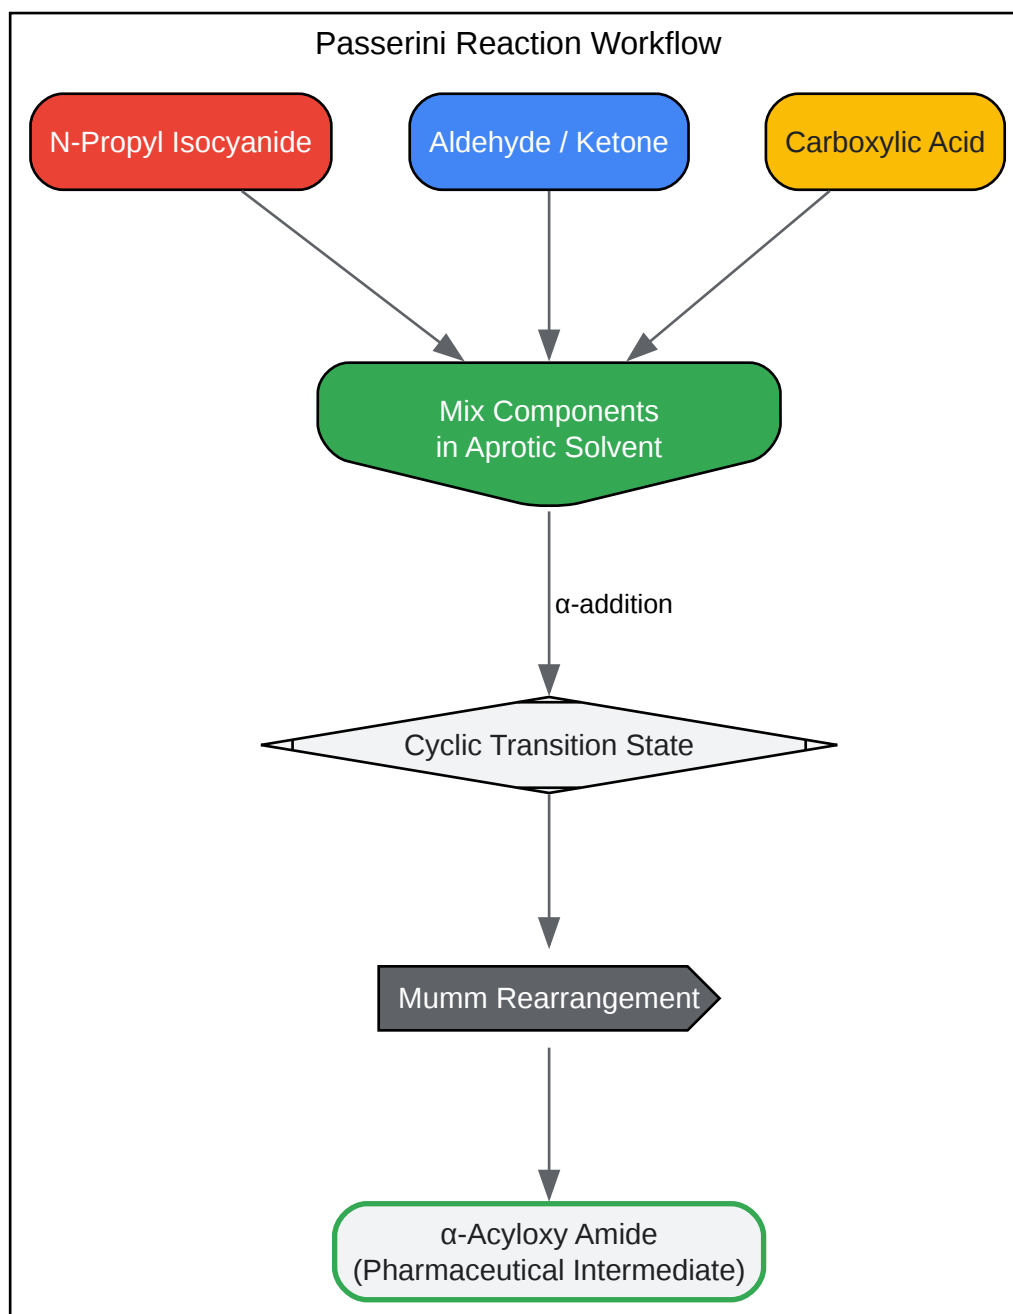 Passerini Reaction Workflow
N-Propyl Isocyanide
Aldehyde / Ketone
Carboxylic Acid
Mix Components
in Aprotic Solvent
α-addition
Cyclic Transition State
Mumm Rearrangement
α-Acyloxy Amide
(Pharmaceutical Intermediate)